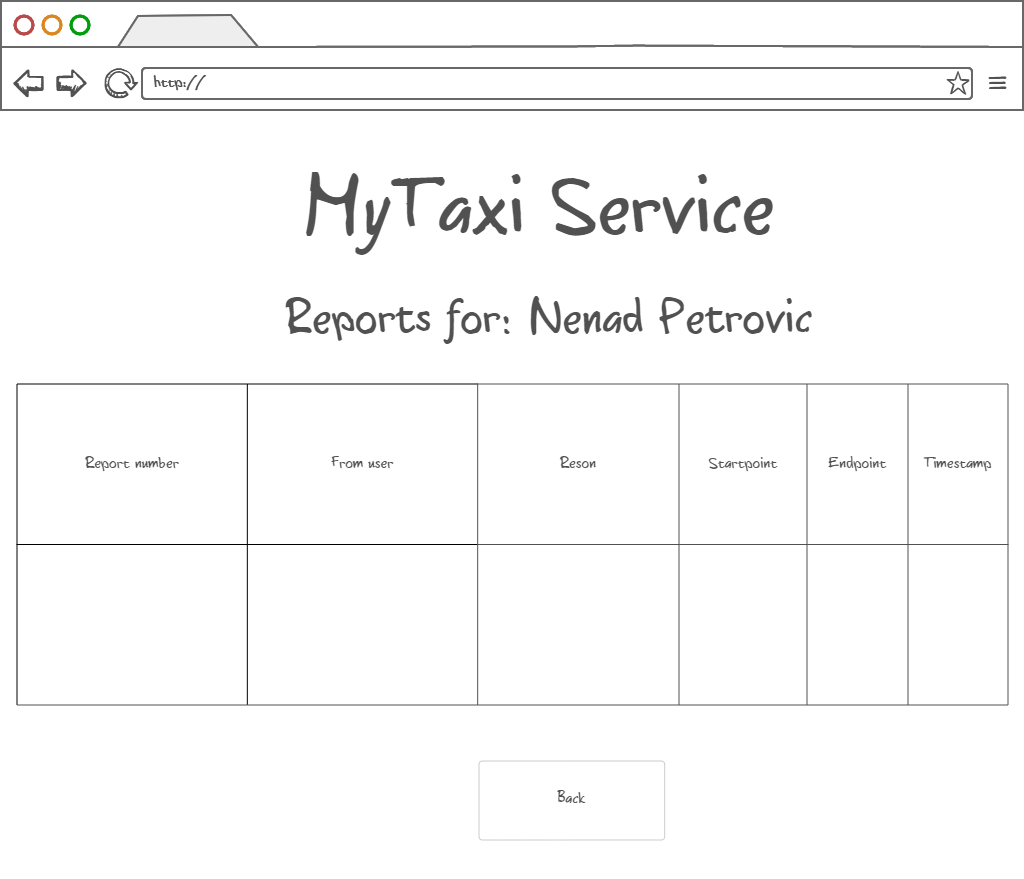 http://
MyTaxi Service
Reports for: Nenad Petrovic
Report number From user Reson Startpoint Endpoint Timestamp
Back